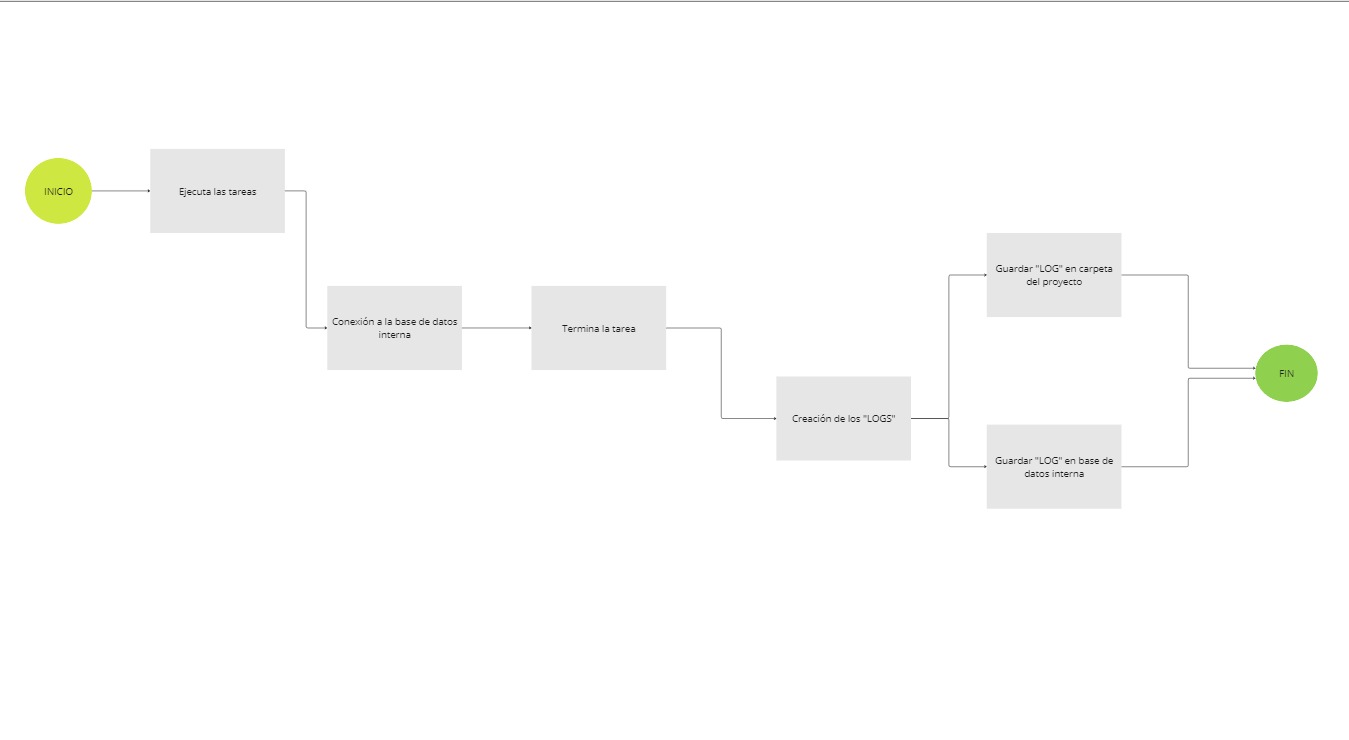 INICIO
Ejecuta las tareas
Conexión a la base de datos
interna
Termina la tarea
Creación de los "LOGS"
Guardar "LOG" en carpeta
del proyecto
Guardar "LOG" en base de
datos interna
FIN